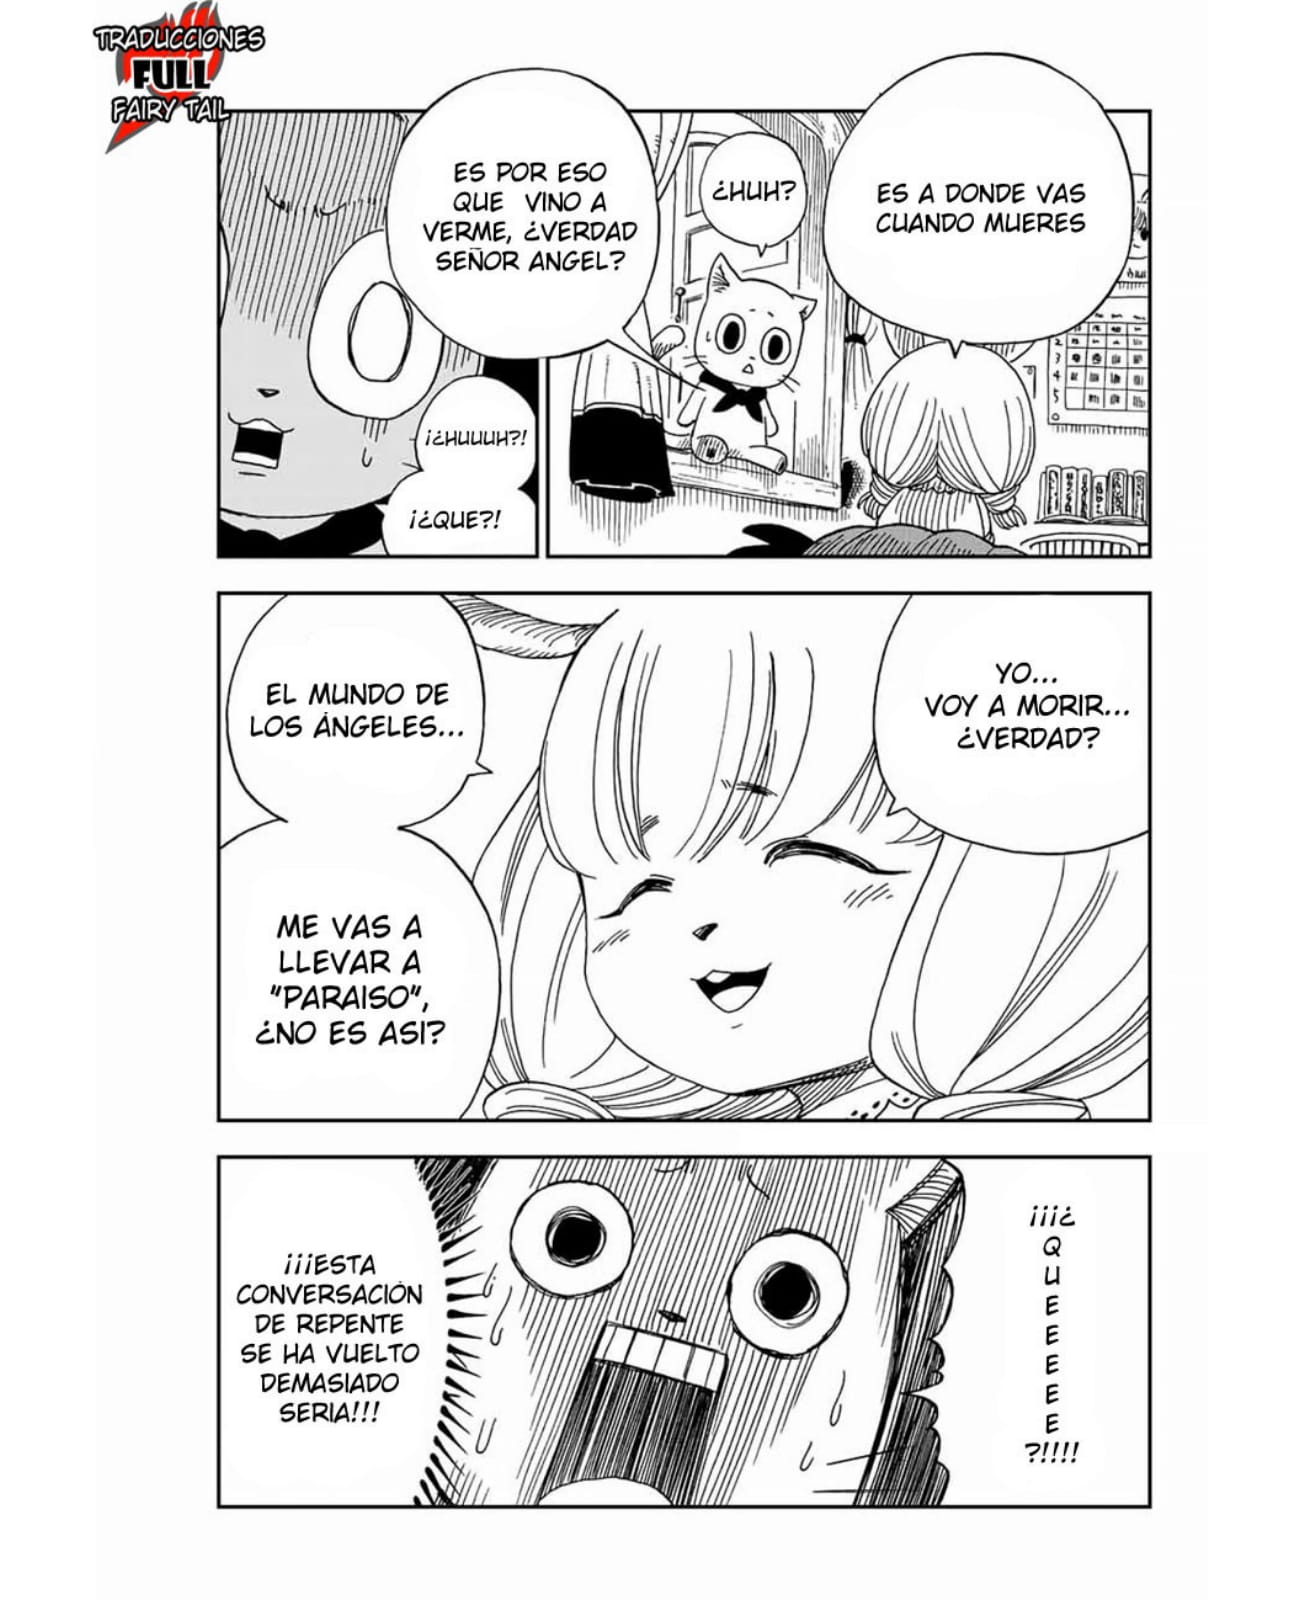 TRADUCCIONES
FULL
FAIRY TAIL
ES A DONDE VAS
CUANDO MUERES
¿HUH?
ES POR ESO
QUE VINO A
VERME, ¿VERDAD
SEÑOR ANGEL?
¡¿HUUUH?!
¡¿QUE?!
YO...
VOY A MORIR...
¿VERDAD?
EL MUNDO DE
LOS ÁNGELES...
ME VAS A
LLEVAR A
"PARAISO",
¿NO ES ASI?
¡¡¡¿
Q
U
E
E
E
E
E
E
?!!!!
¡¡¡ESTA
CONVERSACIÓN
DE REPENTE
SE HA VUELTO
DEMASIADO
SERIA!!!